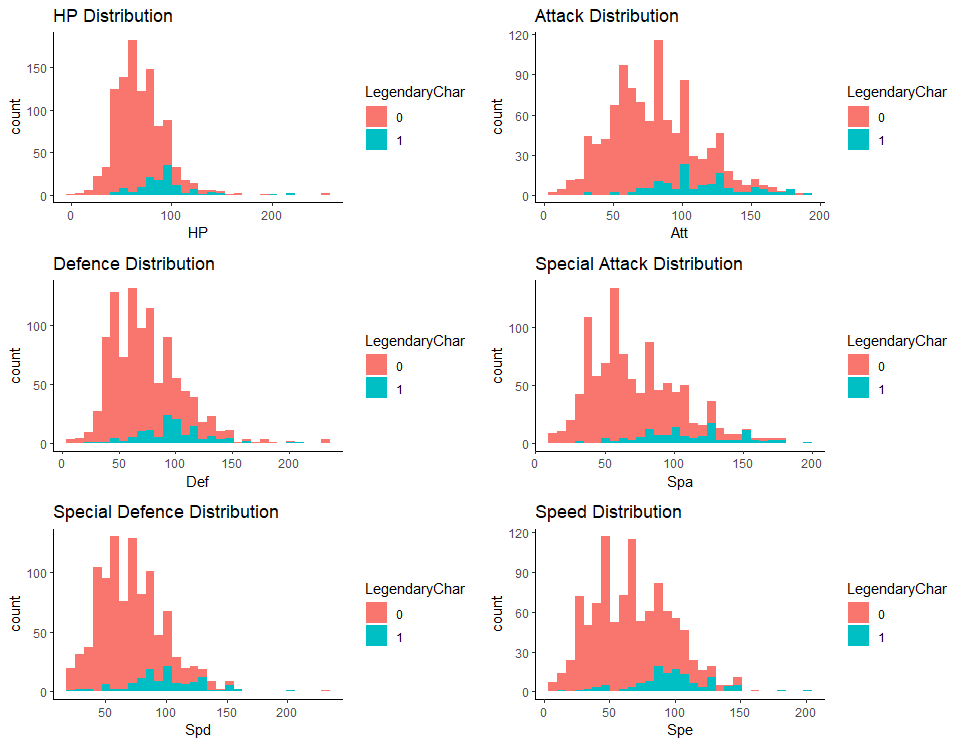 HP Distribution
count
150
100
50
0
0 100 200
HP
LegendaryChar
0
1
Attack Distribution
count
120
90
60
30
0
0 50 100 150 200
Att
LegendaryChar
0
1
Defence Distribution
count
100
50
0
0 50 100 150 200
Def
LegendaryChar
0
1
Special Attack Distribution
count
100
50
0
0 50 100 150 200
Spa
LegendaryChar
0
1
Special Defence Distribution
count
100
50
0
50 100 150 200
Spd
LegendaryChar
0
1
Speed Distribution
count
120
90
60
30
0
0 50 100 150 200
Spe
LegendaryChar
0
1